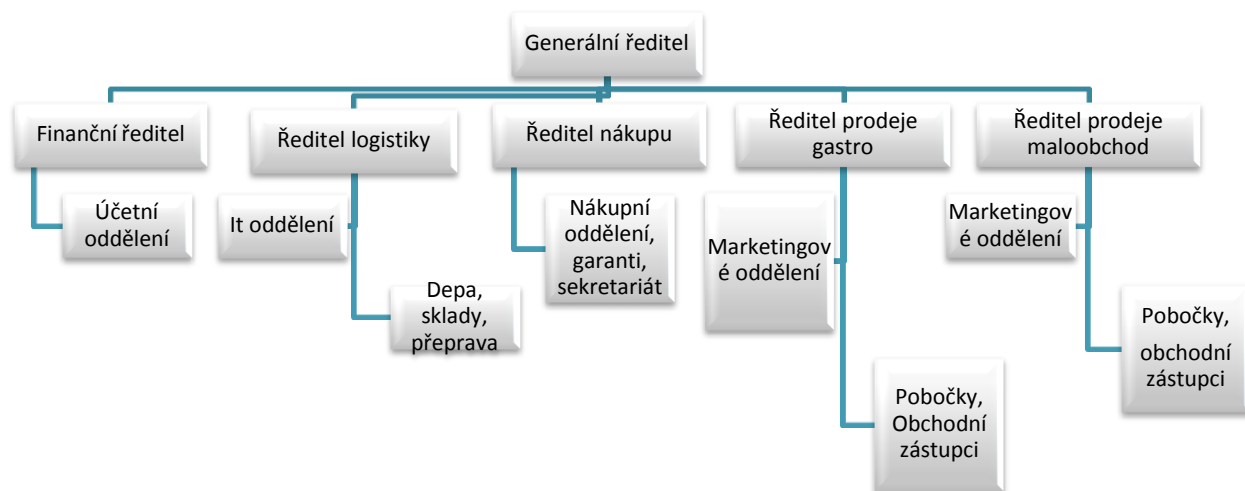 Generální ředitel
Finanční ředitel
Ředitel logistiky
Ředitel nákupu
Ředitel prodeje
gastro
Ředitel prodeje
maloobchod
Účetní
oddělení
It oddělení
Depa,
sklady,
přeprava
Nákupní
oddělení,
garanti,
sekretariát
Marketingov
é oddělení
Pobočky,
Obchodní
zástupci
Marketingov
é oddělení
Pobočky,
obchodní
zástupci